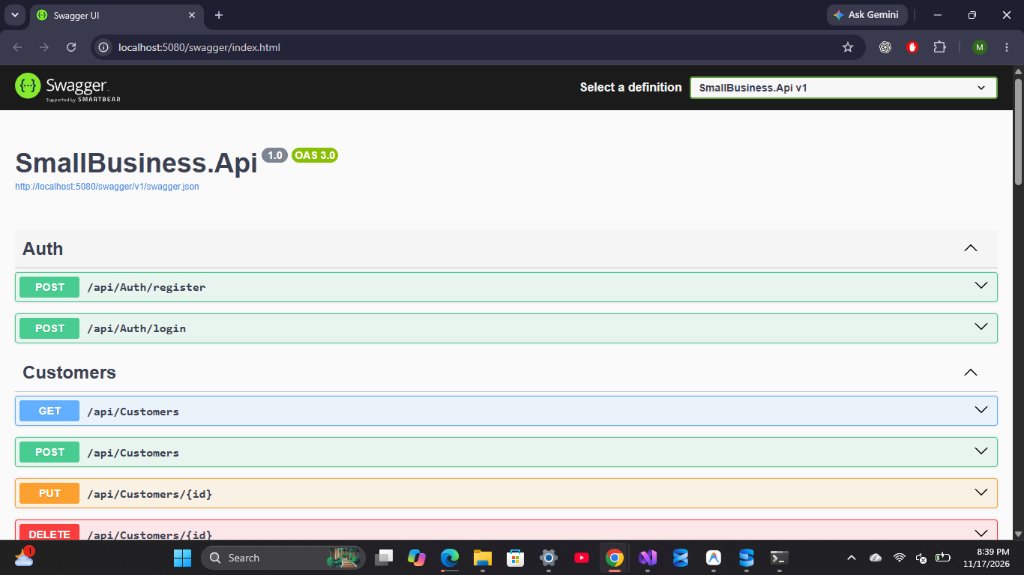 Swagger UI
Ask Gemini
localhost:5080/swagger/index.html
M
Swagger
Supported by SMARTBEAR
Select a definition
SmallBusiness.Api v1
SmallBusiness.Api 1.0 OAS 3.0
http://localhost:5080/swagger/v1/swagger.json
Auth
POST /api/Auth/register
POST /api/Auth/login
Customers
GET /api/Customers
POST /api/Customers
PUT /api/Customers/{id}
DELETE /api/Customers/{id}
1
Search
8:39 PM
11/17/2026